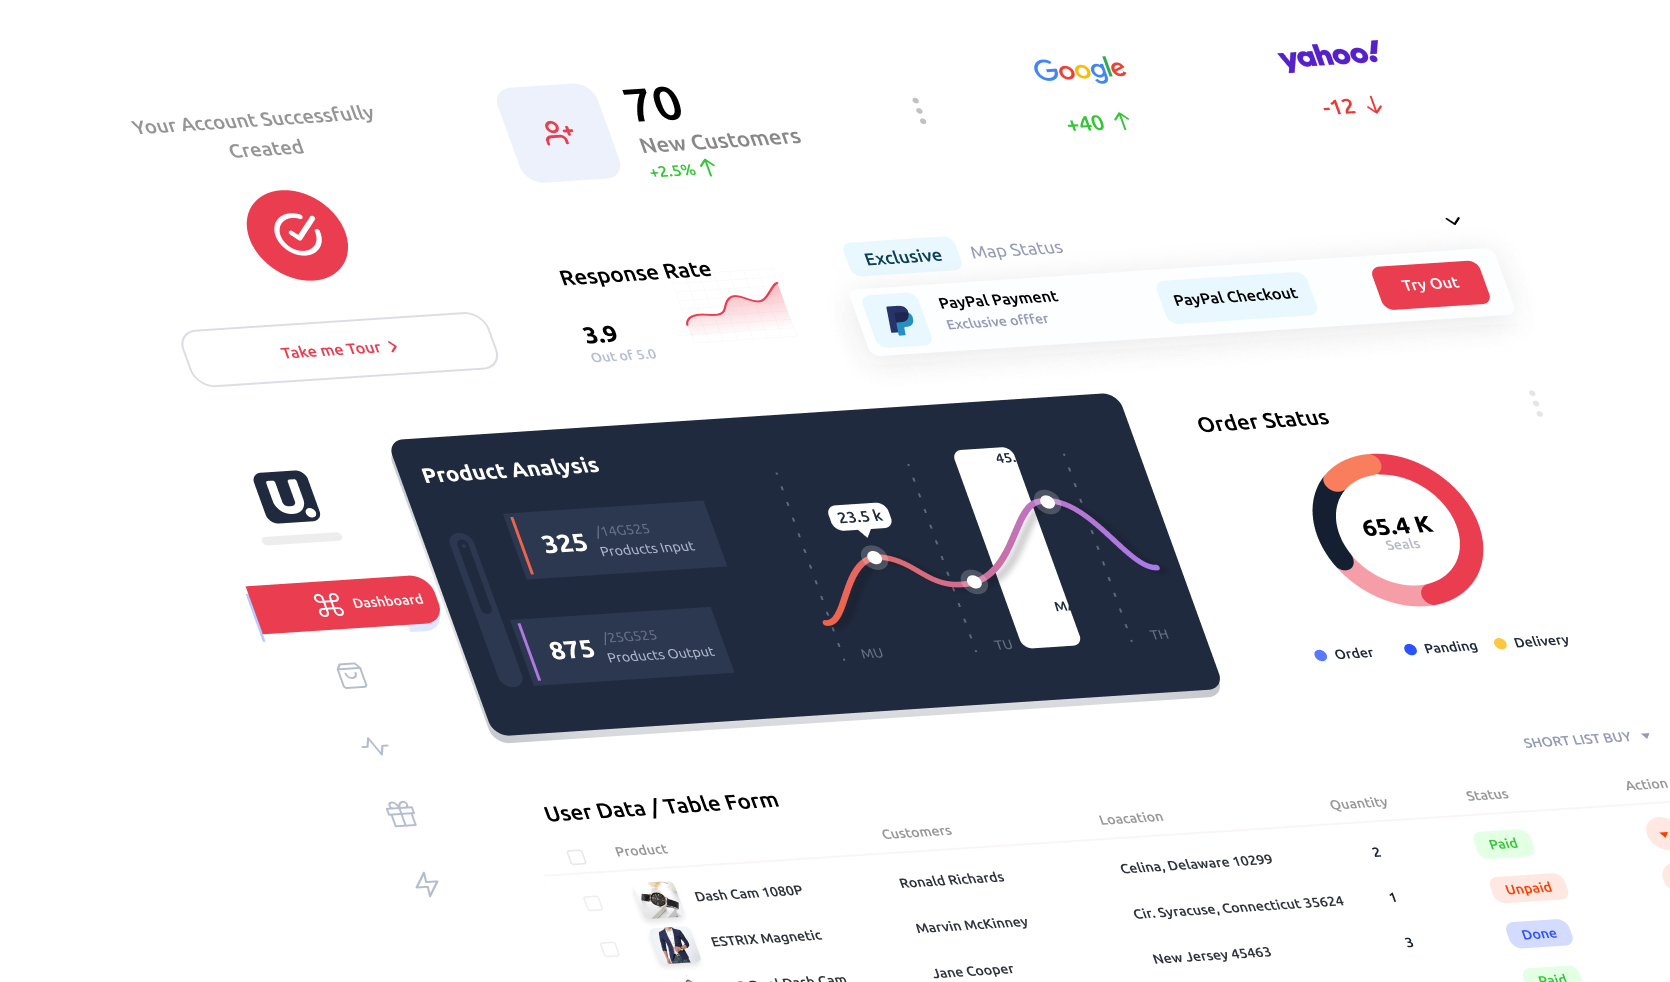 Your Account Successfully
Created
Take me Tour
70
New Customers
+2.5%
Google
+40
yahoo!
-12
Response Rate
3.9
Out of 5.0
Exclusive
Map Status
PayPal Payment
Exclusive offfer
PayPal Checkout
Try Out
U.
Dashboard
Product Analysis
325
/14G525
Products Input
875
/25G525
Products Output
23.5 k
45.
MU
TU
MA
TH
Order Status
65.4 K
Seals
Order
Panding
Delivery
SHORT LIST BUY
User Data / Table Form
Product Customers Loacation Quantity Status Action
Dash Cam 1080P Ronald Richards Celina, Delaware 10299 2 Paid
ESTRIX Magnetic Marvin McKinney Cir. Syracuse, Connecticut 35624 1 Unpaid
Dual Dash Cam Jane Cooper New Jersey 45463 3 Done
Paid